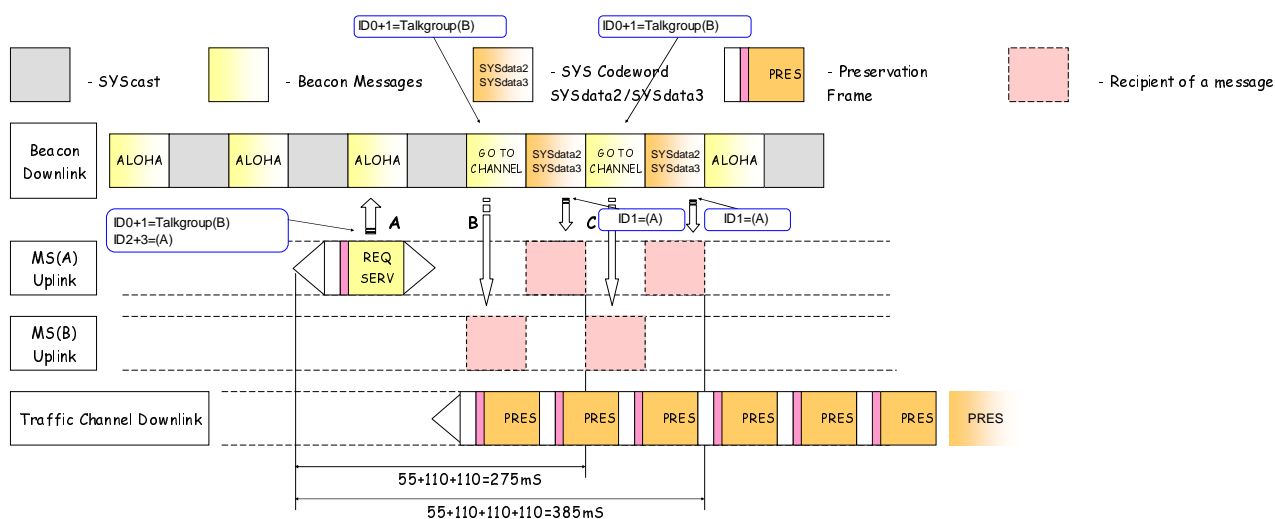 ID0+1=Talkgroup(B)
ID0+1=Talkgroup(B)
- SYScast
- Beacon Messages
SYSdata2
SYSdata3
- SYS Codeword
SYSdata2/SYSdata3
PRES
- Preservation
Frame
- Recipient of a message
Beacon
Downlink
ALOHA
ALOHA
ALOHA
GO TO
CHANNEL
SYSdata2
SYSdata3
GO TO
CHANNEL
SYSdata2
SYSdata3
ALOHA
ID0+1=Talkgroup(B)
ID2+3=(A)
A
B
C
ID1=(A)
ID1=(A)
MS(A)
Uplink
REQ
SERV
MS(B)
Uplink
Traffic Channel Downlink
PRES
PRES
PRES
PRES
PRES
PRES
PRES
55+110+110=275mS
55+110+110+110=385mS